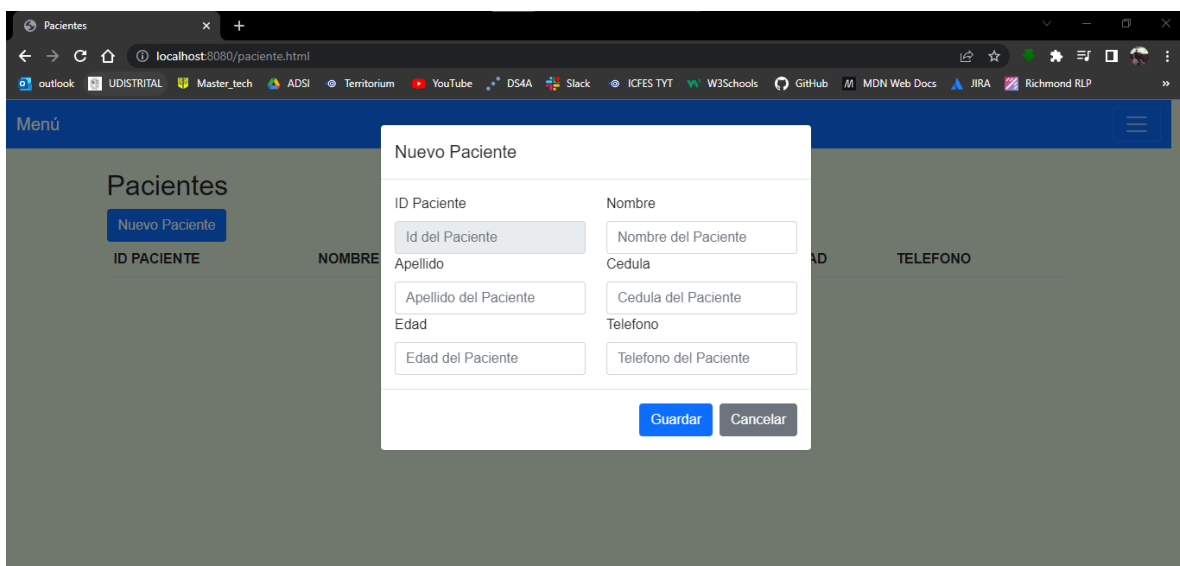 Pacientes
localhost:8080/paciente.html
outlook UDISTRITAL Master_tech ADSI Territorium YouTube DS4A Slack ICFES TYT W3Schools GitHub MDN Web Docs JIRA Richmond RLP »
Menú
Nuevo Paciente
Pacientes
Nuevo Paciente
ID PACIENTE NOMBRE AD TELEFONO
ID Paciente Nombre
Id del Paciente Nombre del Paciente
Apellido Cedula
Apellido del Paciente Cedula del Paciente
Edad Telefono
Edad del Paciente Telefono del Paciente
Guardar Cancelar